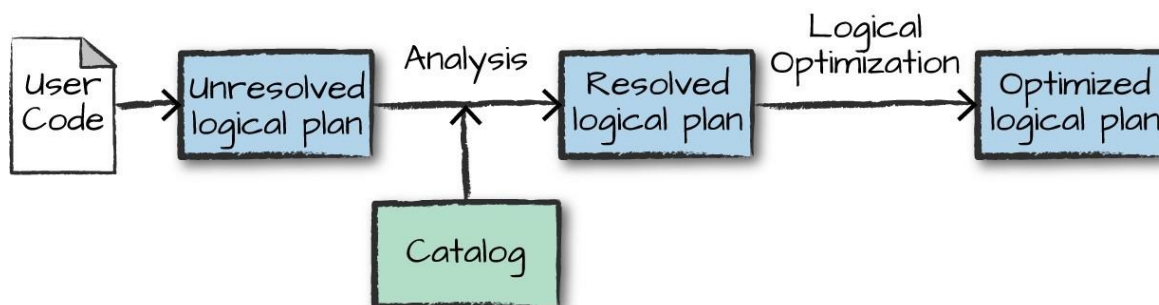 User
Code
Unresolved
logical plan
Analysis
Catalog
Resolved
logical plan
Logical
Optimization
Optimized
logical plan